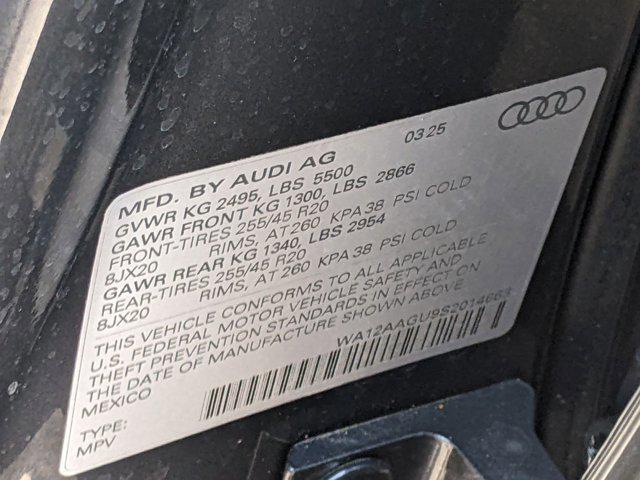 MFD. BY AUDI AG 03 25
GVWR KG 2495, LBS 5500
GAWR FRONT KG 1300, LBS 2866
FRONT-TIRES 255/45 R20
8JX20 RIMS, AT 260 KPA 38 PSI COLD
GAWR REAR KG 1340, LBS 2954
REAR-TIRES 255/45 R20
8JX20 RIMS, AT 260 KPA 38 PSI COLD
THIS VEHICLE CONFORMS TO ALL APPLICABLE
U.S. FEDERAL MOTOR VEHICLE SAFETY AND
THEFT PREVENTION STANDARDS IN EFFECT ON
THE DATE OF MANUFACTURE SHOWN ABOVE.
MEXICO WA12AAGU9S2014663
TYPE:
MPV